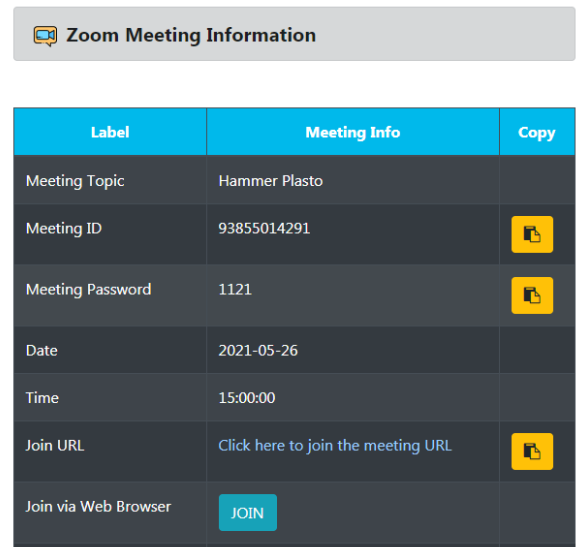 Zoom Meeting Information
Label Meeting Info Copy
Meeting Topic Hammer Plasto
Meeting ID 93855014291
Meeting Password 1121
Date 2021-05-26
Time 15:00:00
Join URL Click here to join the meeting URL
Join via Web Browser JOIN